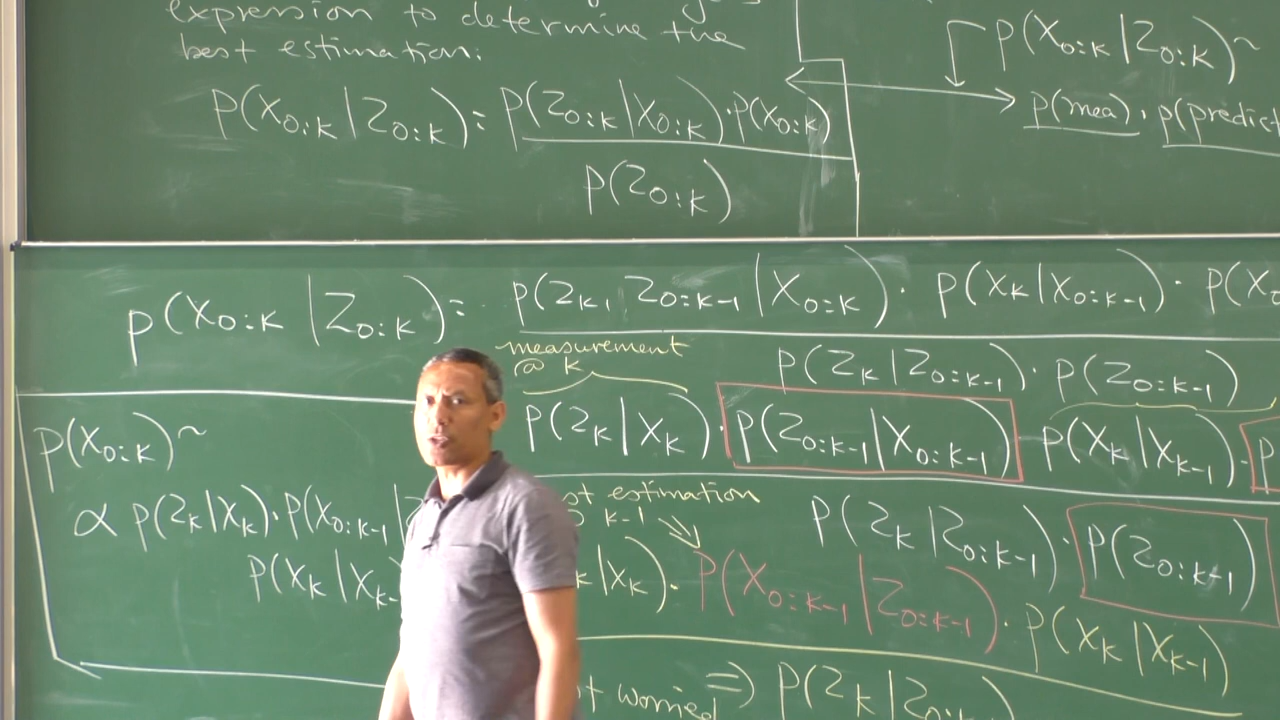 expression to determine the
best estimation:
p(X0:k|Z0:k) = p(Z0:k|X0:k)·p(X0:k)
p(Z0:k)
p(X0:k|Z0:k)~
p(mea). p(predict
p(X0:k|Z0:k) = p(Zk, Z0:k-1|X0:k)· p(Xk|X0:k-1)· p(X
p(Zk|Z0:k-1)· p(Z0:k-1)
measurement
@ k
p(Zk|Xk)·p(Z0:k-1|X0:k-1)·p(Xk|Xk-1)·p
p(Zk|Z0:k-1)·p(Z0:k-1)
p(X0:k)~
α p(Zk|Xk)·p(X0:k-1|
p(Xk|Xk-
st estimation
k-1
k|Xk)· p(X0:k-1|Z0:k-1)· p(Xk|Xk-1)
t worried => p(Zk|Z0:k